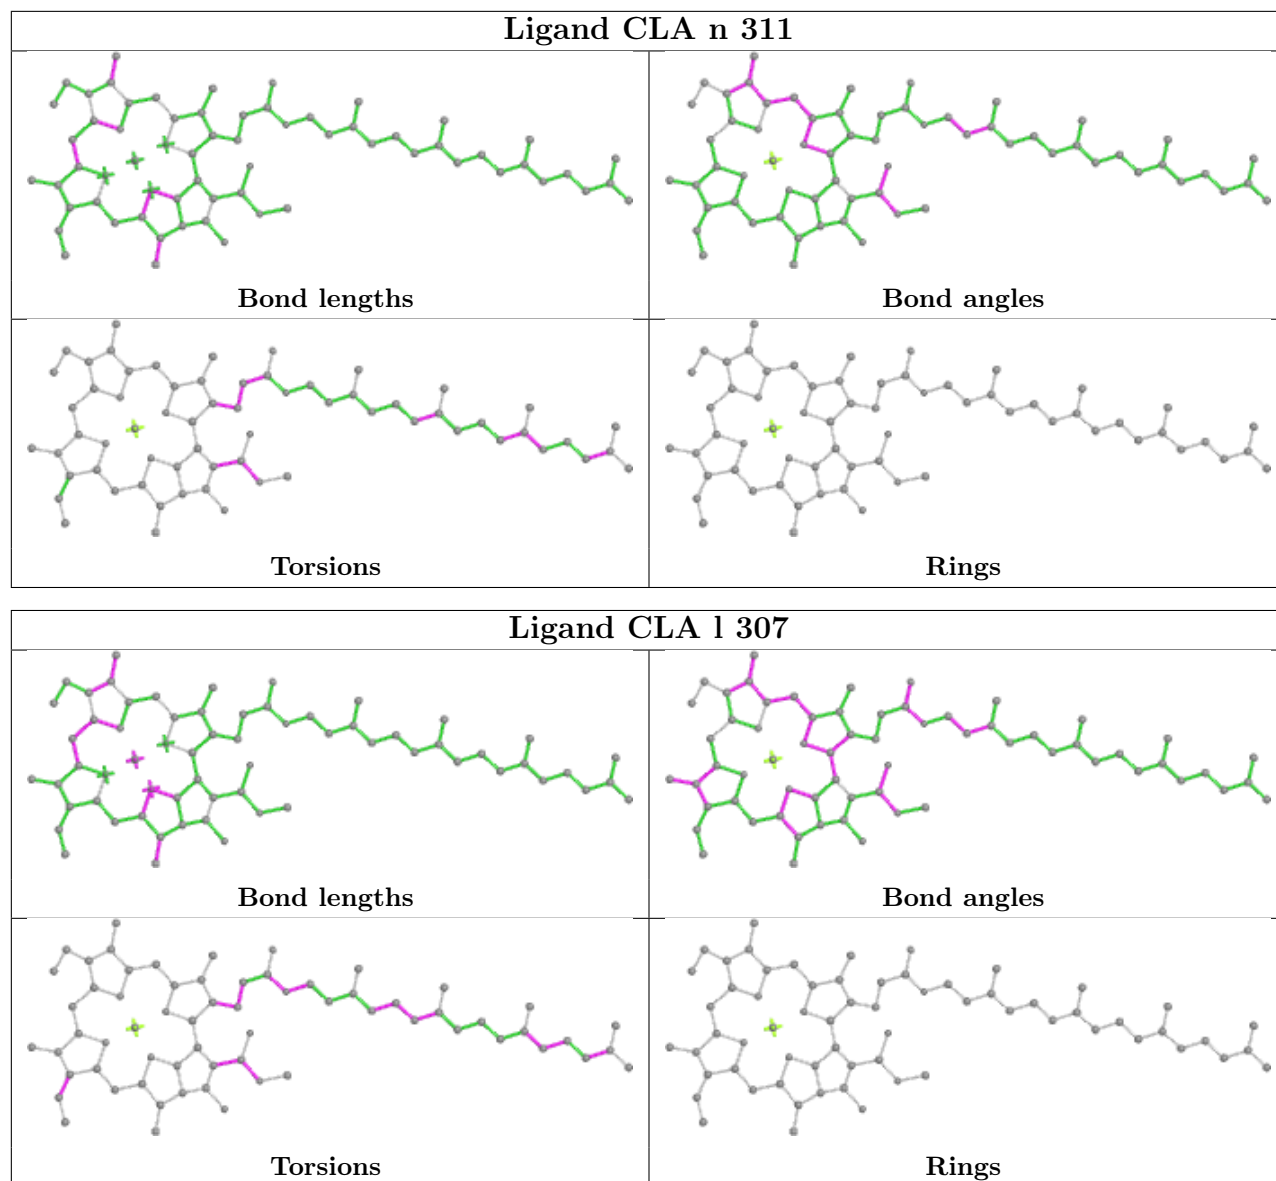 Ligand CLA n 311
Bond lengths
Bond angles
Torsions
Rings
Ligand CLA l 307
Bond lengths
Bond angles
Torsions
Rings